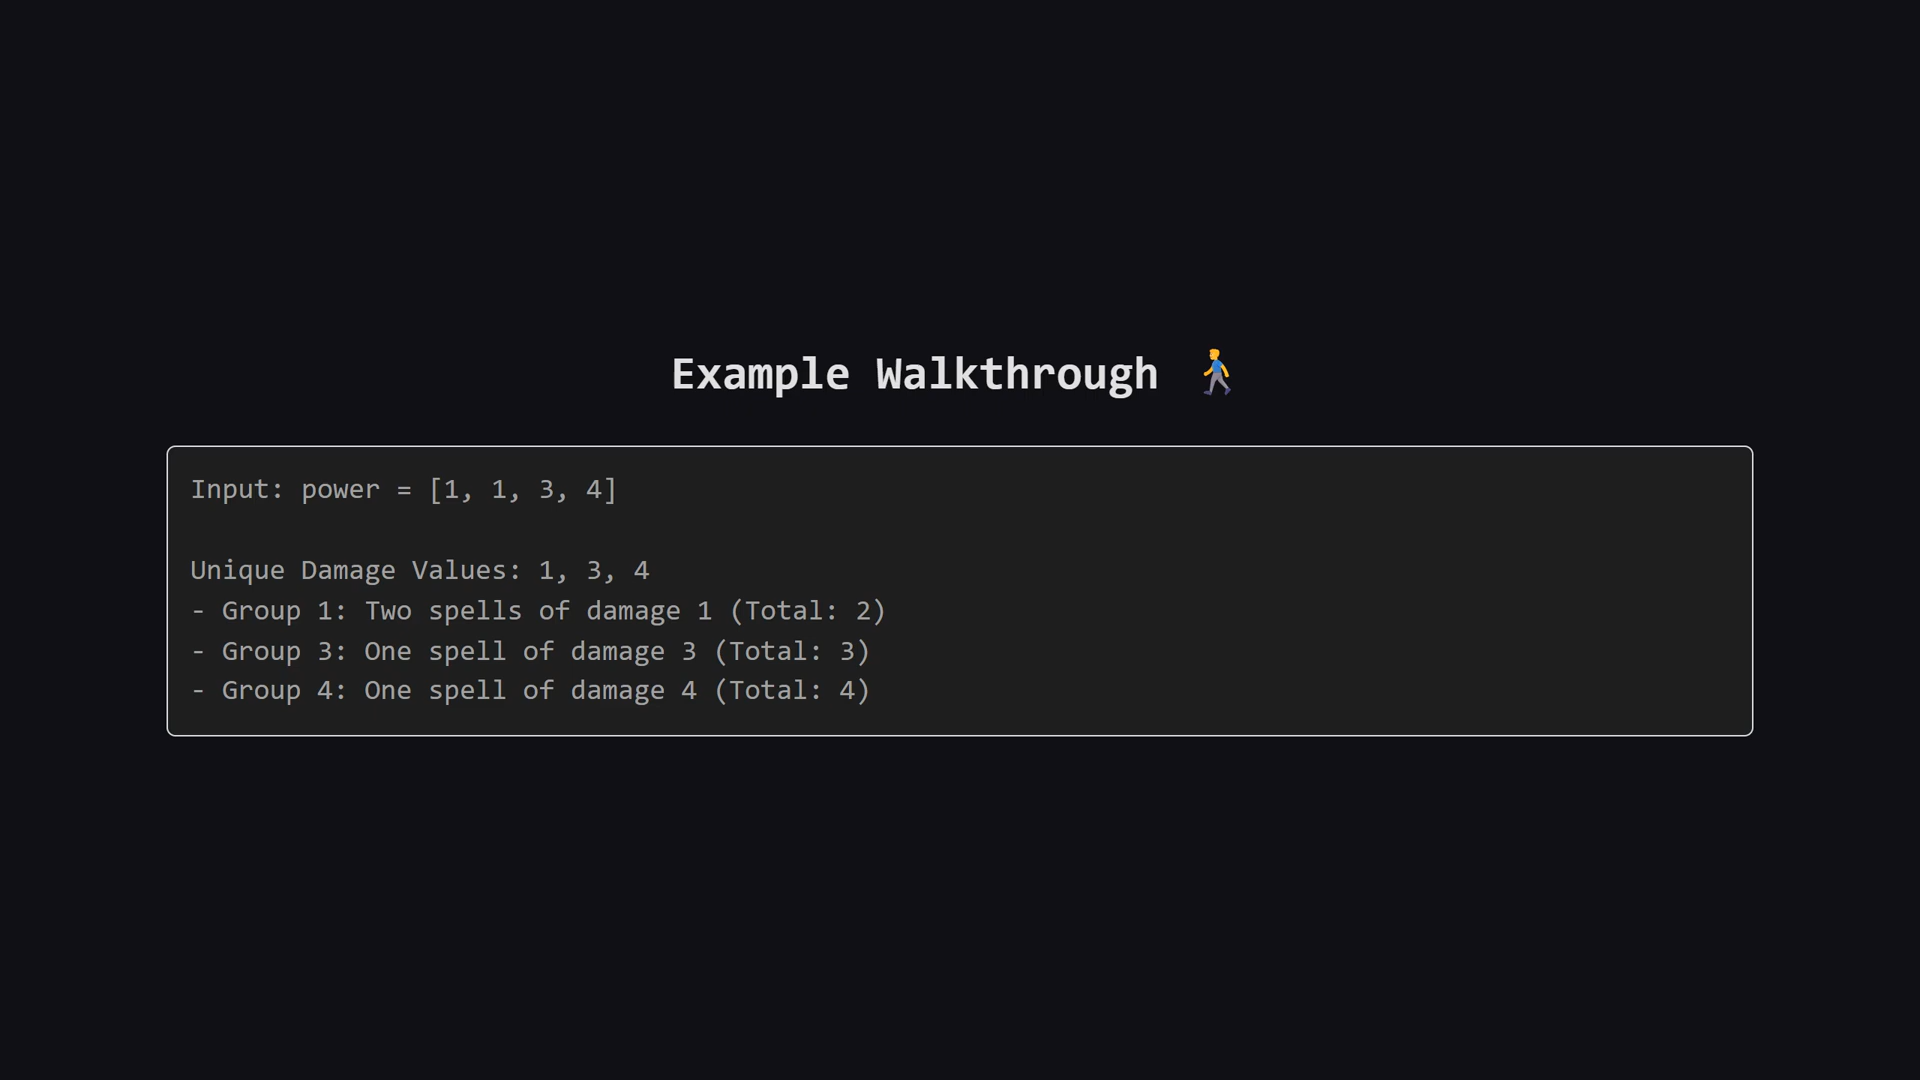 Example Walkthrough
Input: power = [1, 1, 3, 4]
Unique Damage Values: 1, 3, 4
- Group 1: Two spells of damage 1 (Total: 2)
- Group 3: One spell of damage 3 (Total: 3)
- Group 4: One spell of damage 4 (Total: 4)